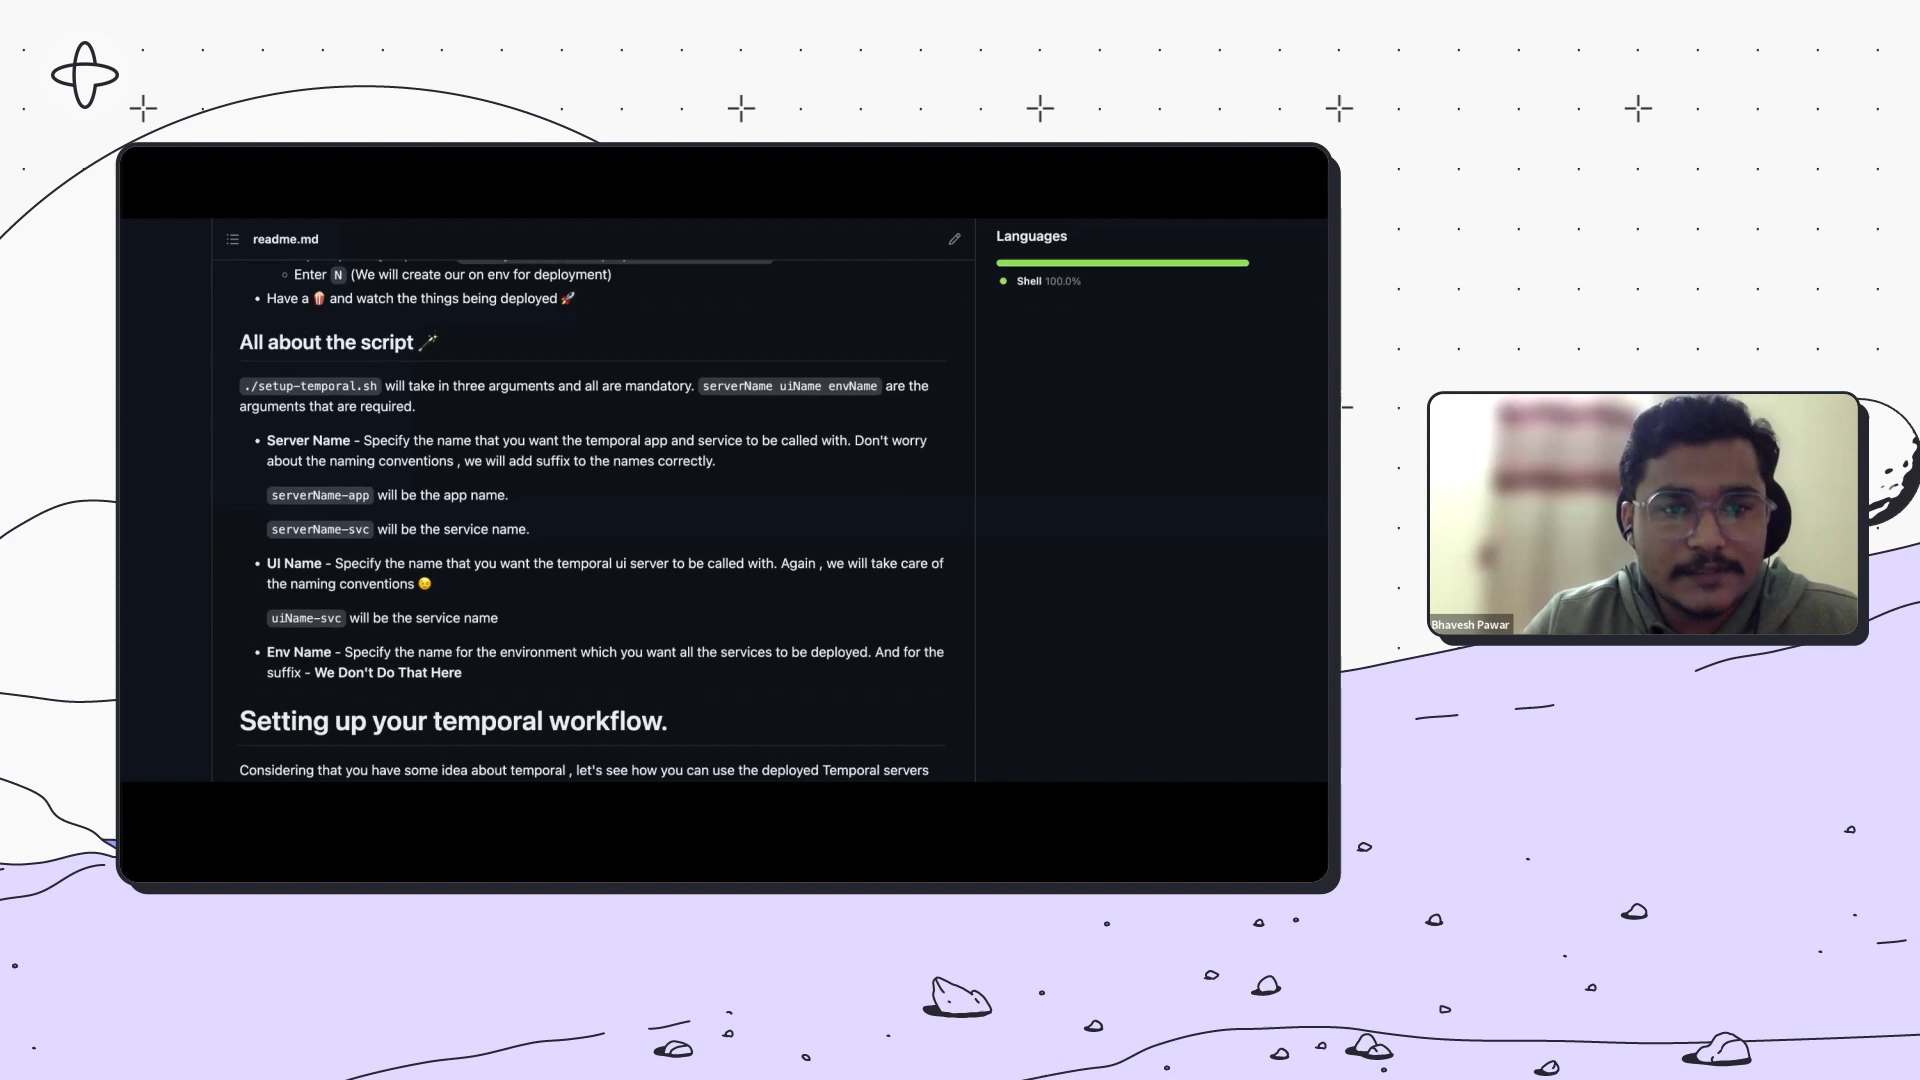 readme.md
Languages
Shell 100.0%
Enter N (We will create our on env for deployment)
Have a 🍿 and watch the things being deployed 🚀
All about the script 🪄
./setup-temporal.sh will take in three arguments and all are mandatory. serverName uiName envName are the
arguments that are required.
Server Name - Specify the name that you want the temporal app and service to be called with. Don't worry
about the naming conventions , we will add suffix to the names correctly.
serverName-app will be the app name.
serverName-svc will be the service name.
UI Name - Specify the name that you want the temporal ui server to be called with. Again , we will take care of
the naming conventions 😉
uiName-svc will be the service name
Env Name - Specify the name for the environment which you want all the services to be deployed. And for the
suffix - We Don't Do That Here
Setting up your temporal workflow.
Considering that you have some idea about temporal , let's see how you can use the deployed Temporal servers
Bhavesh Pawar